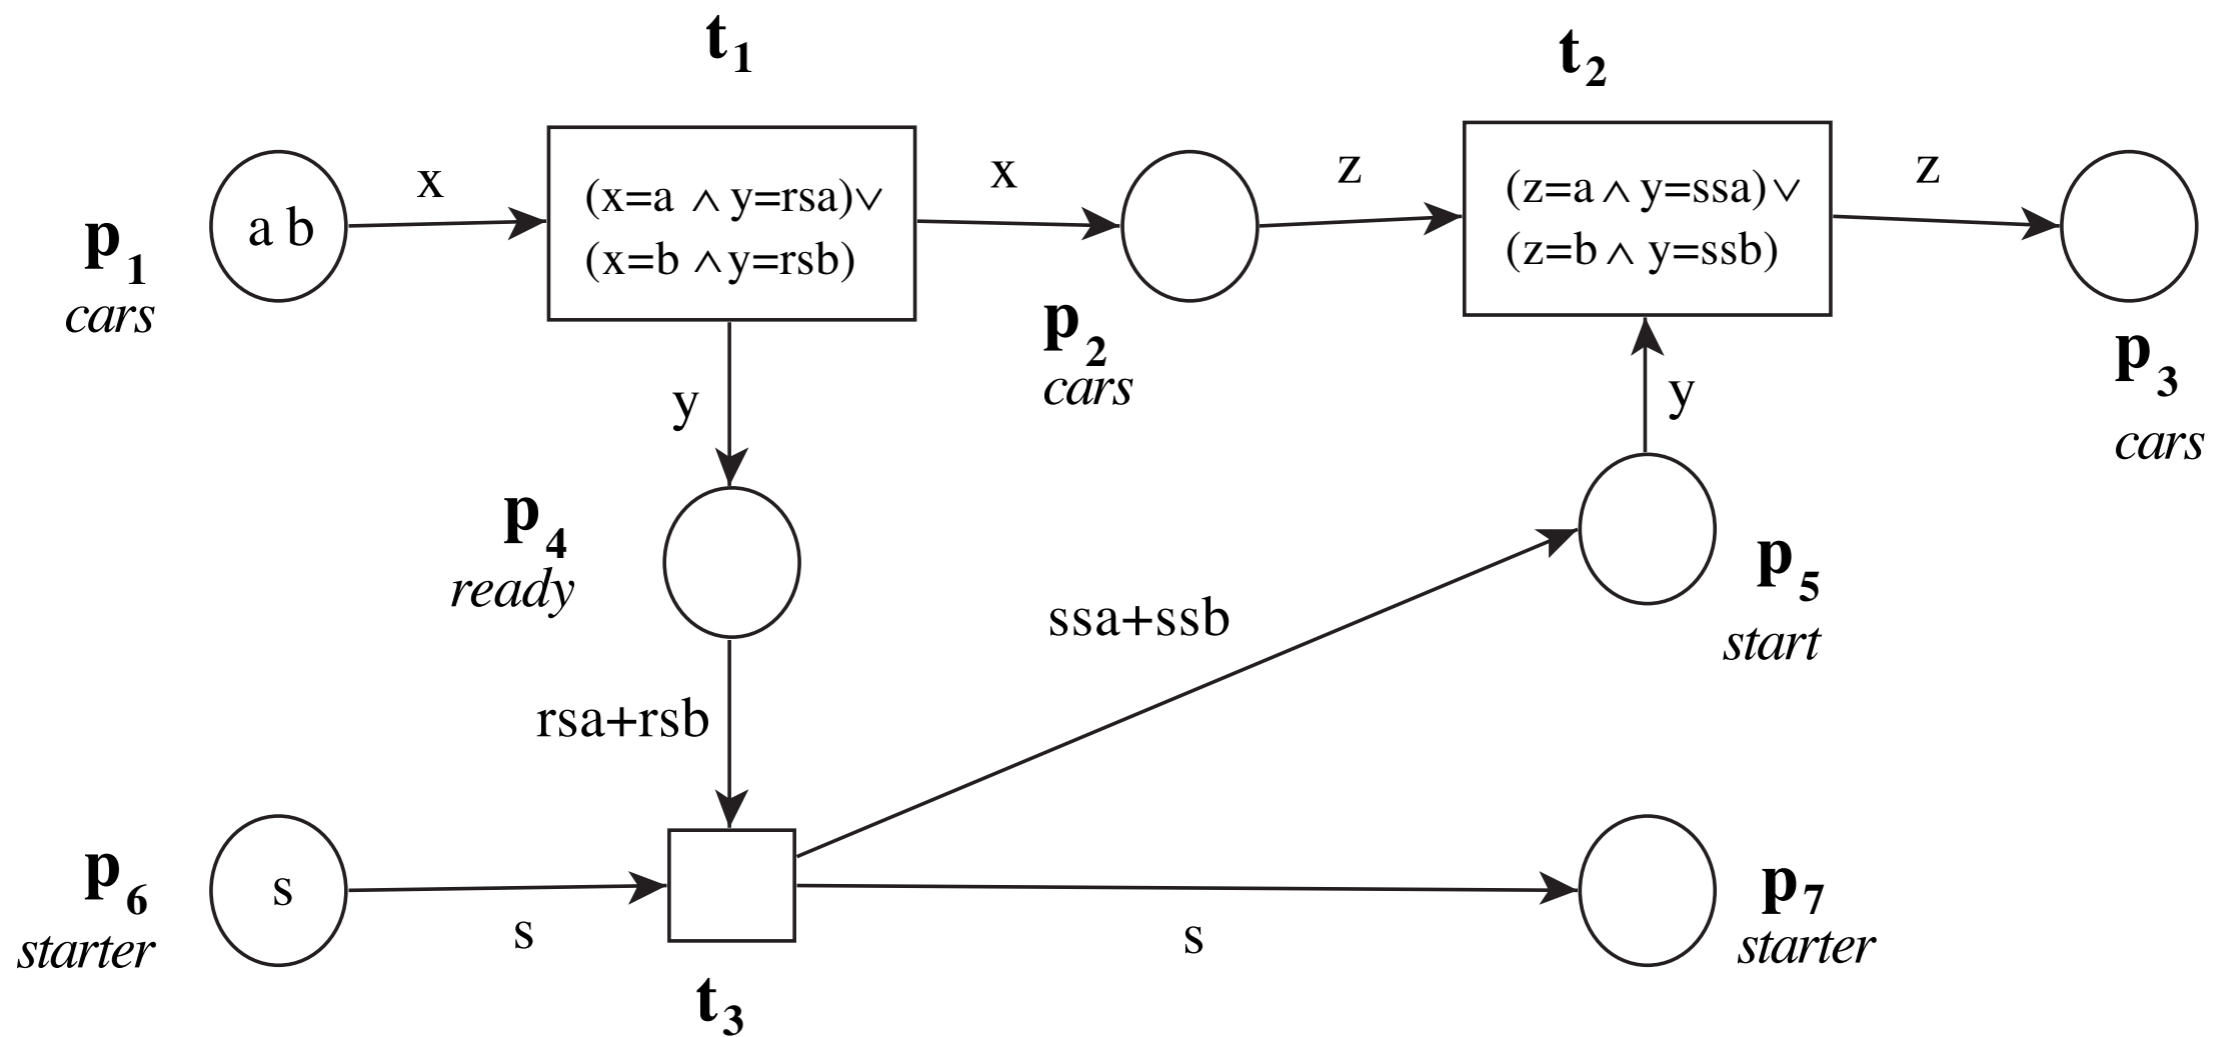 t1
t2
(x=a ∧ y=rsa)∨
(x=b ∧ y=rsb)
(z=a ∧ y=ssa)∨
(z=b ∧ y=ssb)
x
x
z
z
a b
p1
cars
p2
cars
p3
cars
y
y
p4
ready
p5
start
ssa+ssb
rsa+rsb
p6
starter
s
s
s
p7
starter
t3